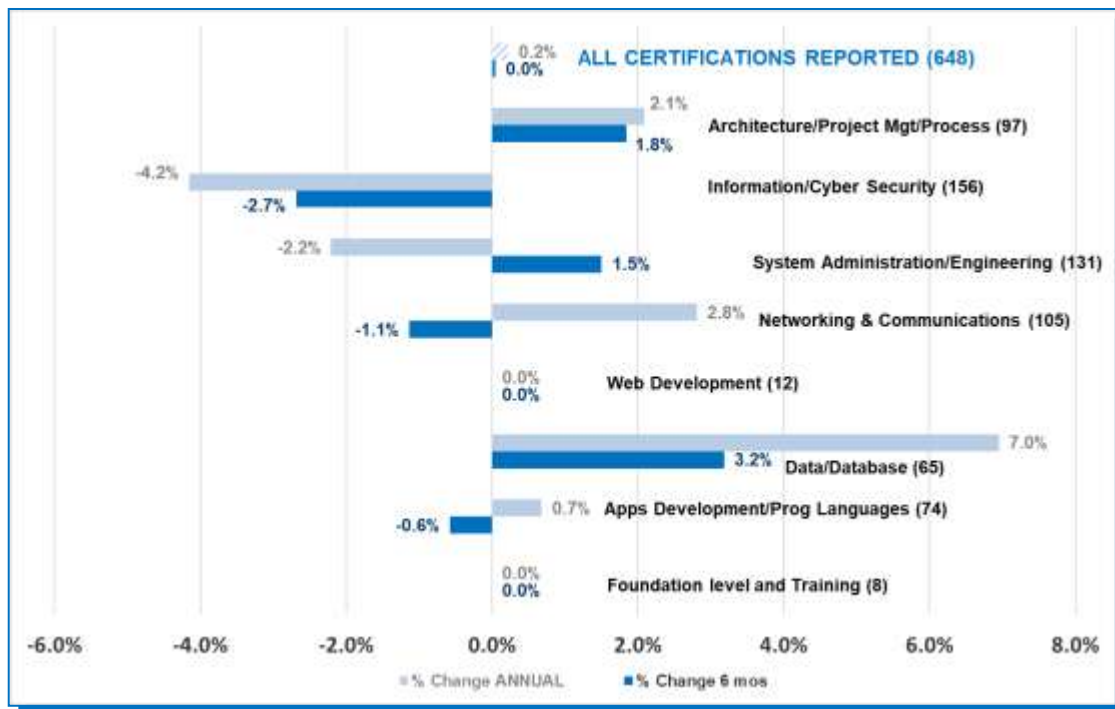 0.2%
ALL CERTIFICATIONS REPORTED (648)
0.0%
2.1%
Architecture/Project Mgt/Process (97)
1.8%
-4.2%
Information/Cyber Security (156)
-2.7%
-2.2%
1.5%
System Administration/Engineering (131)
2.8%
Networking & Communications (105)
-1.1%
0.0%
Web Development (12)
0.0%
7.0%
3.2%
Data/Database (65)
0.7%
Apps Development/Prog Languages (74)
-0.6%
0.0%
Foundation level and Training (8)
0.0%
-6.0% -4.0% -2.0% 0.0% 2.0% 4.0% 6.0% 8.0%
% Change ANNUAL % Change 6 mos